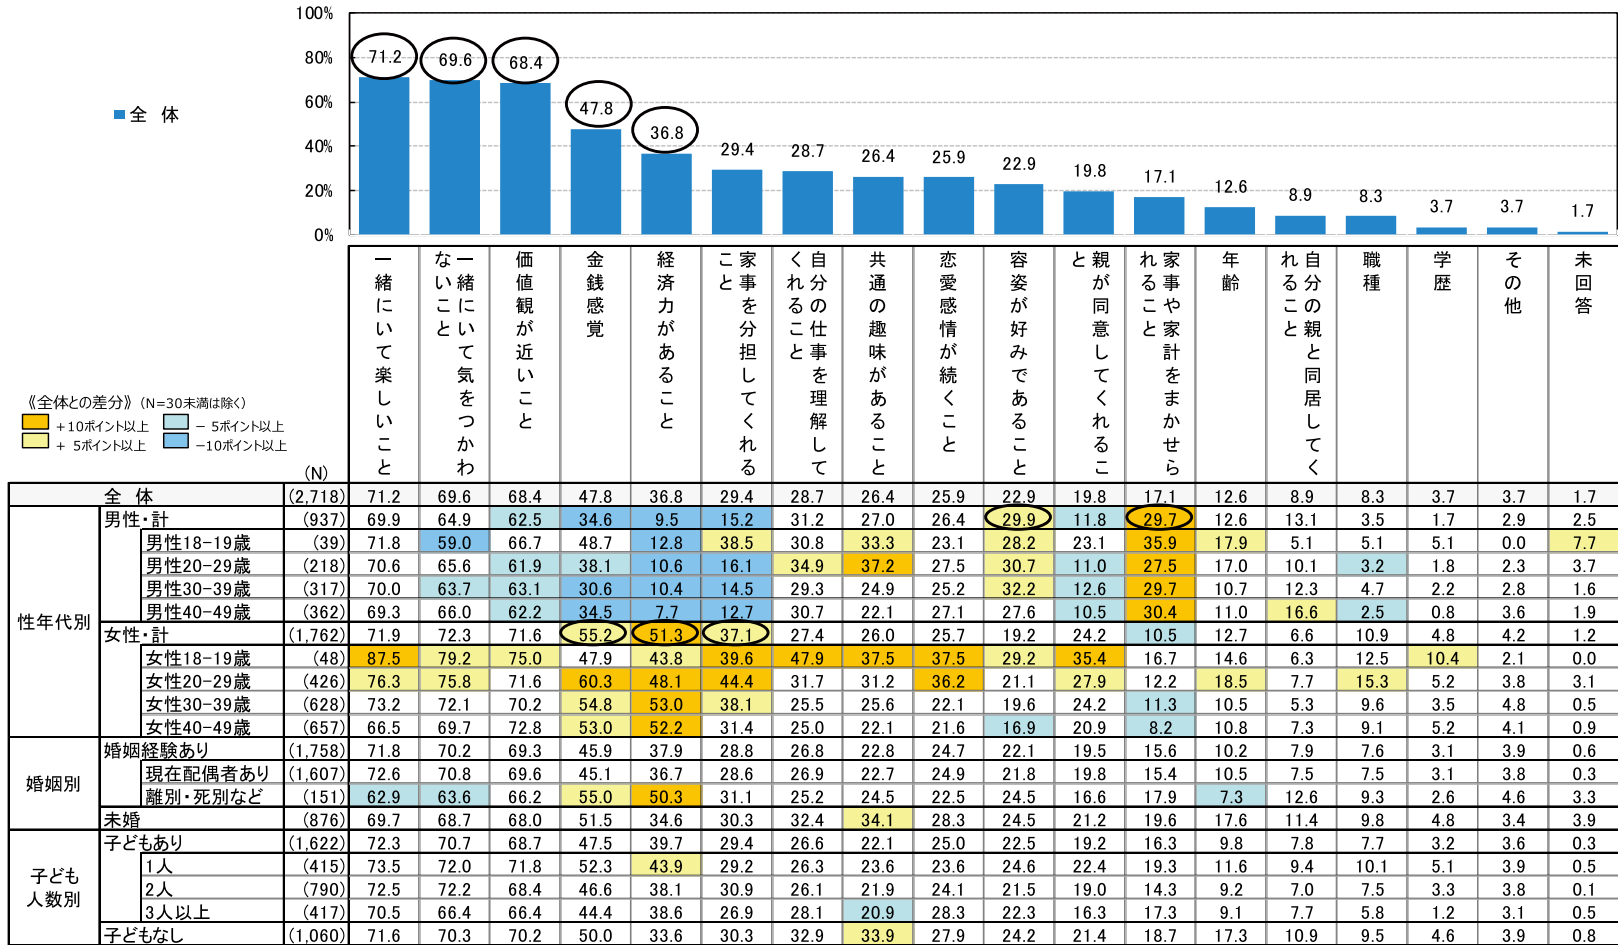 100%
80%
60%
40%
20%
0%
■全 体
71.2 69.6 68.4 47.8 36.8 29.4 28.7 26.4 25.9 22.9 19.8 17.1 12.6 8.9 8.3 3.7 3.7 1.7
一緒にいて楽しいこと
一緒にいて気をつかわ
ないこと
価値観が近いこと
金銭感覚
経済力があること
家事を分担してくれる
こと
自分の仕事を理解して
くれること
共通の趣味があること
恋愛感情が続くこと
容姿が好みであること
親が同意してくれるこ
と
家事や家計をまかせら
れること
年齢
自分の親と同居してく
れること
職種
学歴
その他
未回答
《全体との差分》(N=30未満は除く)
+10ポイント以上 - 5ポイント以上
+ 5ポイント以上 -10ポイント以上
(N)
全 体 (2,718) 71.2 69.6 68.4 47.8 36.8 29.4 28.7 26.4 25.9 22.9 19.8 17.1 12.6 8.9 8.3 3.7 3.7 1.7
性年代別
男性・計 (937) 69.9 64.9 62.5 34.6 9.5 15.2 31.2 27.0 26.4 29.9 11.8 29.7 12.6 13.1 3.5 1.7 2.9 2.5
男性18-19歳 (39) 71.8 59.0 66.7 48.7 12.8 38.5 30.8 33.3 23.1 28.2 23.1 35.9 17.9 5.1 5.1 5.1 0.0 7.7
男性20-29歳 (218) 70.6 65.6 61.9 38.1 10.6 16.1 34.9 37.2 27.5 30.7 11.0 27.5 17.0 10.1 3.2 1.8 2.3 3.7
男性30-39歳 (317) 70.0 63.7 63.1 30.6 10.4 14.5 29.3 24.9 25.2 32.2 12.6 29.7 10.7 12.3 4.7 2.2 2.8 1.6
男性40-49歳 (362) 69.3 66.0 62.2 34.5 7.7 12.7 30.7 22.1 27.1 27.6 10.5 30.4 11.0 16.6 2.5 0.8 3.6 1.9
女性・計 (1,762) 71.9 72.3 71.6 55.2 51.3 37.1 27.4 26.0 25.7 19.2 24.2 10.5 12.7 6.6 10.9 4.8 4.2 1.2
女性18-19歳 (48) 87.5 79.2 75.0 47.9 43.8 39.6 47.9 37.5 37.5 29.2 35.4 16.7 14.6 6.3 12.5 10.4 2.1 0.0
女性20-29歳 (426) 76.3 75.8 71.6 60.3 48.1 44.4 31.7 31.2 36.2 21.1 27.9 12.2 18.5 7.7 15.3 5.2 3.8 3.1
女性30-39歳 (628) 73.2 72.1 70.2 54.8 53.0 38.1 25.5 25.6 22.1 19.6 24.2 11.3 10.5 5.3 9.6 3.5 4.8 0.5
女性40-49歳 (657) 66.5 69.7 72.8 53.0 52.2 31.4 25.0 22.1 21.6 16.9 20.9 8.2 10.8 7.3 9.1 5.2 4.1 0.9
婚姻別
婚姻経験あり (1,758) 71.8 70.2 69.3 45.9 37.9 28.8 26.8 22.8 24.7 22.1 19.5 15.6 10.2 7.9 7.6 3.1 3.9 0.6
現在配偶者あり (1,607) 72.6 70.8 69.6 45.1 36.7 28.6 26.9 22.7 24.9 21.8 19.8 15.4 10.5 7.5 7.5 3.1 3.8 0.3
離別・死別など (151) 62.9 63.6 66.2 55.0 50.3 31.1 25.2 24.5 22.5 24.5 16.6 17.9 7.3 12.6 9.3 2.6 4.6 3.3
未婚 (876) 69.7 68.7 68.0 51.5 34.6 30.3 32.4 34.1 28.3 24.5 21.2 19.6 17.6 11.4 9.8 4.8 3.4 3.9
子ども
人数別
子どもあり (1,622) 72.3 70.7 68.7 47.5 39.7 29.4 26.6 22.1 25.0 22.5 19.2 16.3 9.8 7.8 7.7 3.2 3.6 0.3
1人 (415) 73.5 72.0 71.8 52.3 43.9 29.2 26.3 23.6 23.6 24.6 22.4 19.3 11.6 9.4 10.1 5.1 3.9 0.5
2人 (790) 72.5 72.2 68.4 46.6 38.1 30.9 26.1 21.9 24.1 21.5 19.0 14.3 9.2 7.0 7.5 3.3 3.8 0.1
3人以上 (417) 70.5 66.4 66.4 44.4 38.6 26.9 28.1 20.9 28.3 22.3 16.3 17.3 9.1 7.7 5.8 1.2 3.1 0.5
子どもなし (1,060) 71.6 70.3 70.2 50.0 33.6 30.3 32.9 33.9 27.9 24.2 21.4 18.7 17.3 10.9 9.5 4.6 3.9 0.8